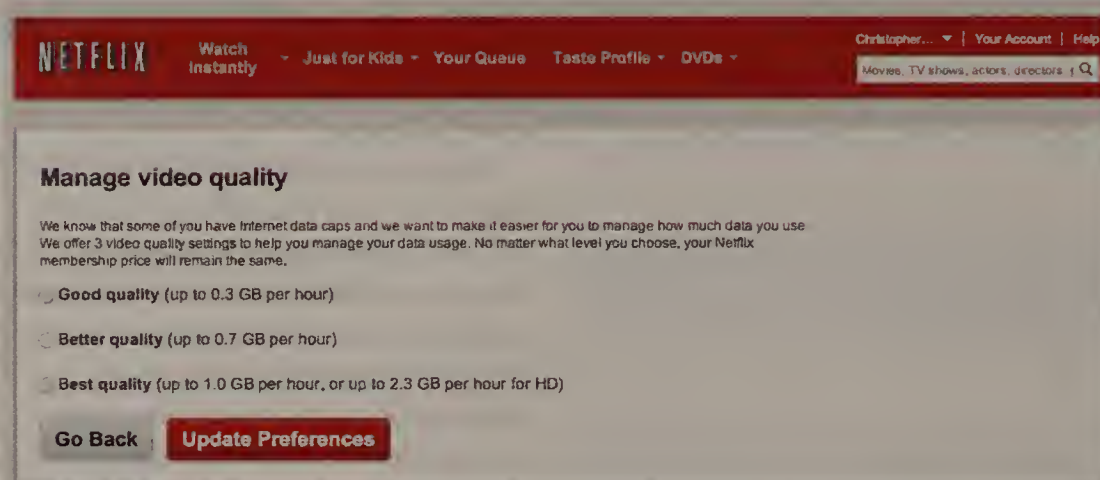 NETFLIX
Watch Instantly
Just for Kids
Your Queue
Taste Profile
DVDs
Christopher...
Your Account
Help
Movies, TV shows, actors, directors
Manage video quality
We know that some of you have Internet data caps and we want to make it easier for you to manage how much data you use
We offer 3 video quality settings to help you manage your data usage. No matter what level you choose, your Netflix
membership price will remain the same.
Good quality (up to 0.3 GB per hour)
Better quality (up to 0.7 GB per hour)
Best quality (up to 1.0 GB per hour, or up to 2.3 GB per hour for HD)
Go Back
Update Preferences